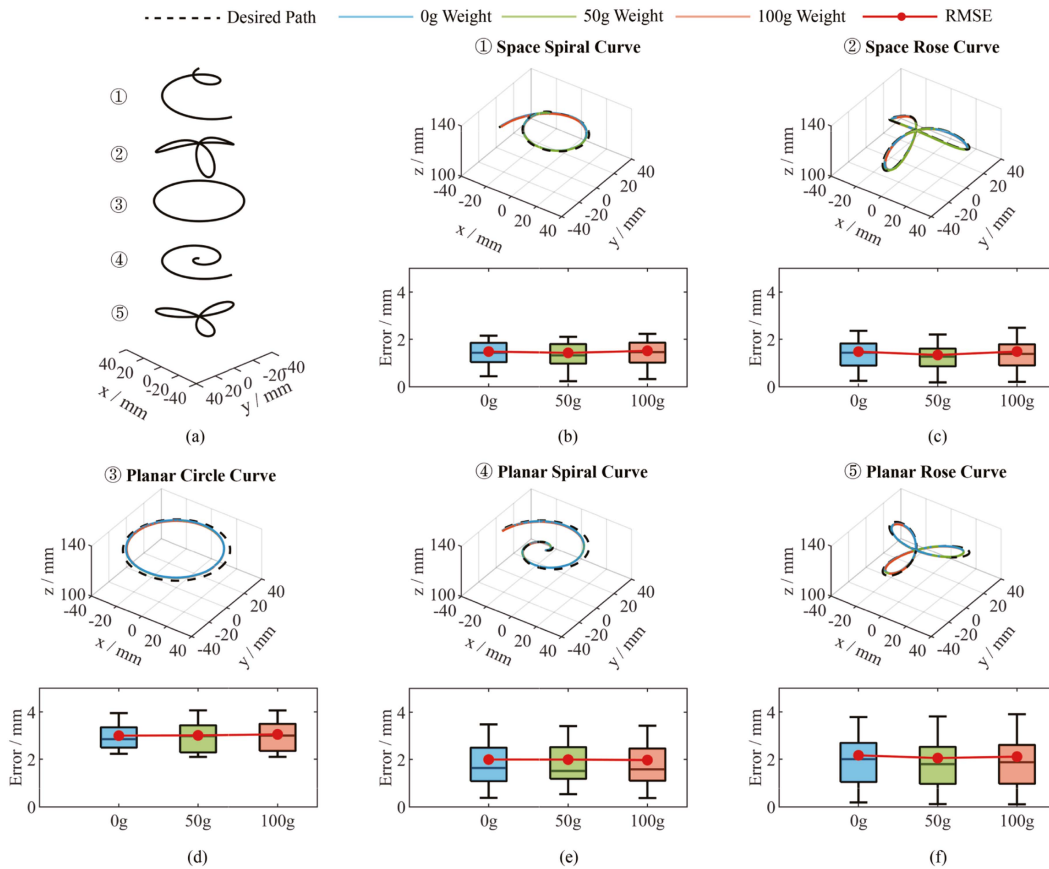 Desired Path 0g Weight 50g Weight 100g Weight RMSE
① Space Spiral Curve
② Space Rose Curve
①
②
③
④
⑤
40
20
0
-20
-40
x / mm
40
20
0
-20
-40
y / mm
(a)
140
100
z / mm
-40
-20
0
20
40
x / mm
-40
-20
0
20
40
y / mm
4
2
0
Error / mm
0g 50g 100g
(b)
140
100
z / mm
-40
-20
0
20
40
x / mm
-40
-20
0
20
40
y / mm
4
2
0
Error / mm
0g 50g 100g
(c)
③ Planar Circle Curve
140
100
z / mm
-40
-20
0
20
40
x / mm
-40
-20
0
20
40
y / mm
4
2
0
Error / mm
0g 50g 100g
(d)
④ Planar Spiral Curve
140
100
z / mm
-40
-20
0
20
40
x / mm
-40
-20
0
20
40
y / mm
4
2
0
Error / mm
0g 50g 100g
(e)
⑤ Planar Rose Curve
140
100
z / mm
-40
-20
0
20
40
x / mm
-40
-20
0
20
40
y / mm
4
2
0
Error / mm
0g 50g 100g
(f)